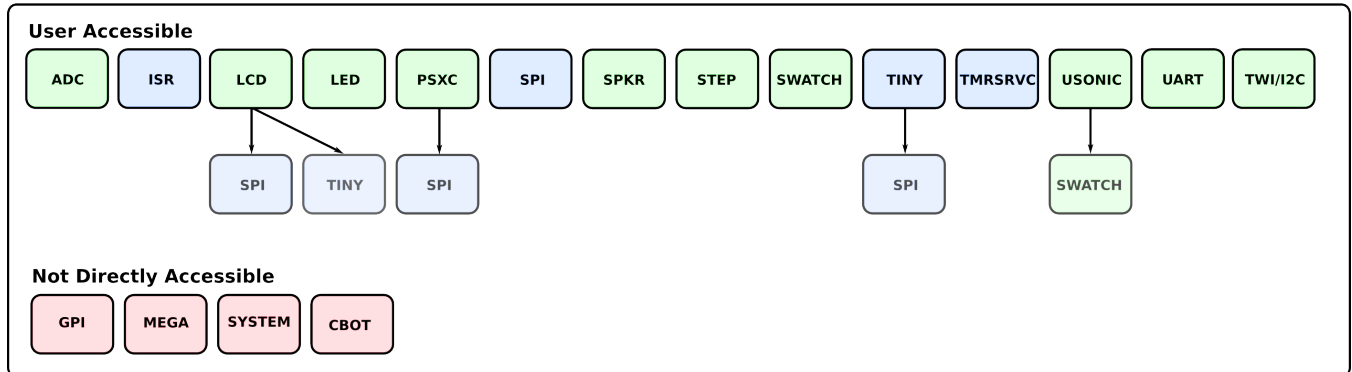 User Accessible
ADC ISR LCD LED PSXC SPI SPKR STEP SWATCH TINY TMRSRVC USONIC UART TWI/I2C
SPI TINY SPI SPI SWATCH
Not Directly Accessible
GPI MEGA SYSTEM CBOT